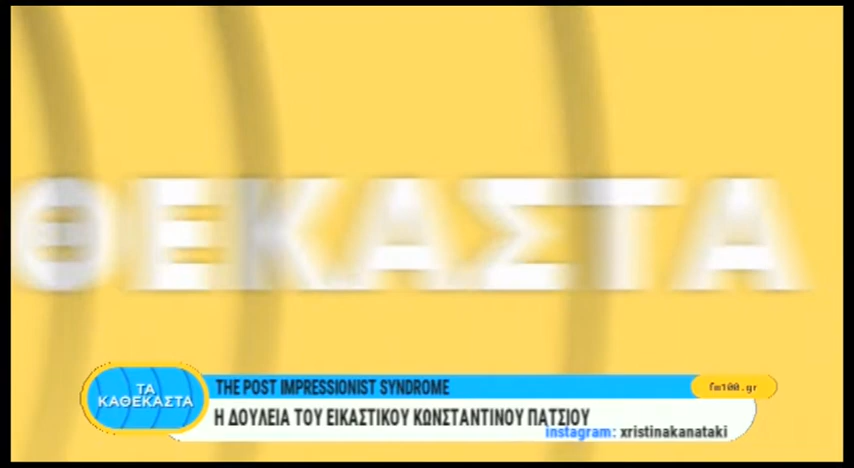 ΘΕΚΑΣΤΑ
ΤΑ
ΚΑΘΕΚΑΣΤΑ
THE POST IMPRESSIONIST SYNDROME
fm100.gr
Η ΔΟΥΛΕΙΑ ΤΟΥ ΕΙΚΑΣΤΙΚΟΥ ΚΩΝΣΤΑΝΤΙΝΟΥ ΠΑΤΣΙΟΥ
instagram: xristinakanataki